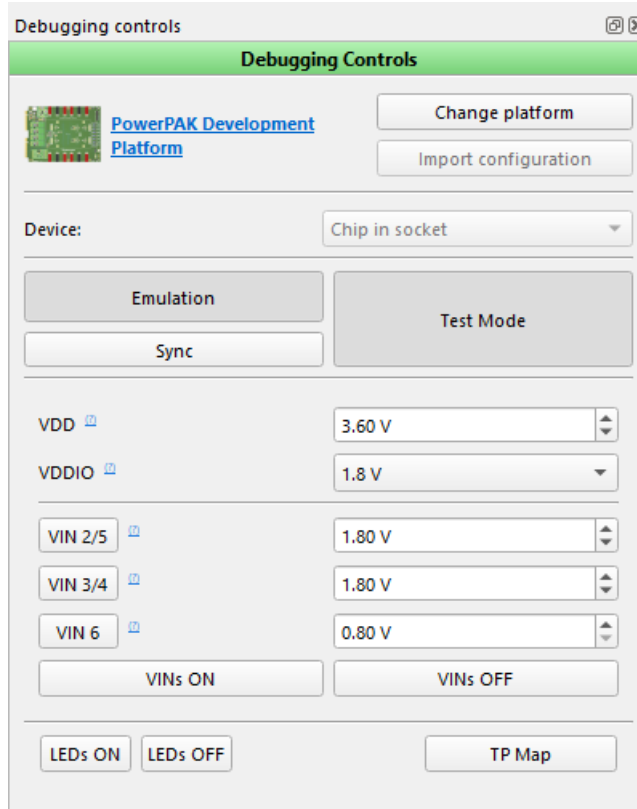 Debugging controls
Debugging Controls
PowerPAK Development
Platform
Change platform
Import configuration
Device:
Chip in socket
Emulation
Sync
Test Mode
VDD
3.60 V
VDDIO
1.8 V
VIN 2/5
1.80 V
VIN 3/4
1.80 V
VIN 6
0.80 V
VINs ON
VINs OFF
LEDs ON
LEDs OFF
TP Map